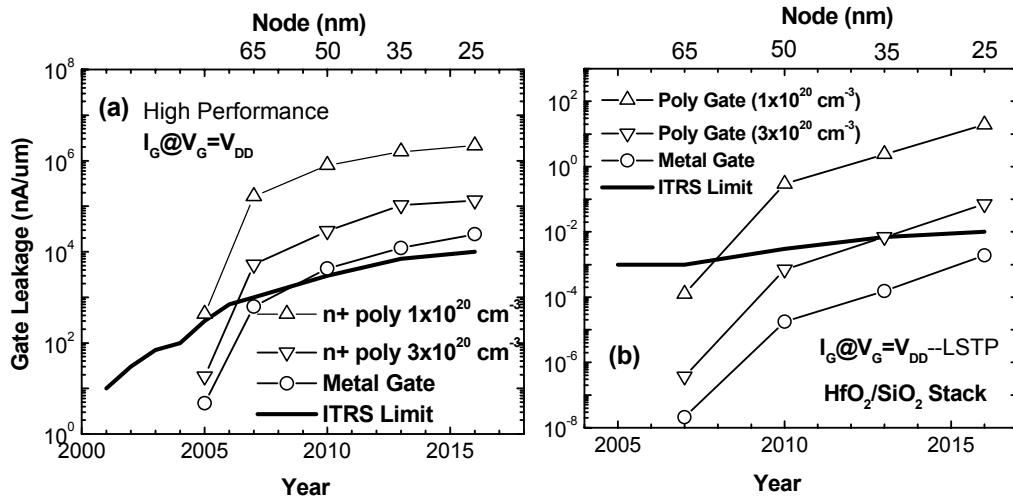 Node (nm)
65 50 35 25
10^8
10^6
10^4
10^2
10^0
Gate Leakage (nA/um)
(a) High Performance
I_G@V_G=V_DD
n+ poly 1x10^20 cm^-3
n+ poly 3x10^20 cm^-3
Metal Gate
ITRS Limit
2000 2005 2010 2015
Year
Node (nm)
65 50 35 25
10^2
10^0
10^-2
10^-4
10^-6
10^-8
Poly Gate (1x10^20 cm^-3)
Poly Gate (3x10^20 cm^-3)
Metal Gate
ITRS Limit
(b) I_G@V_G=V_DD--LSTP
HfO_2/SiO_2 Stack
2005 2010 2015
Year